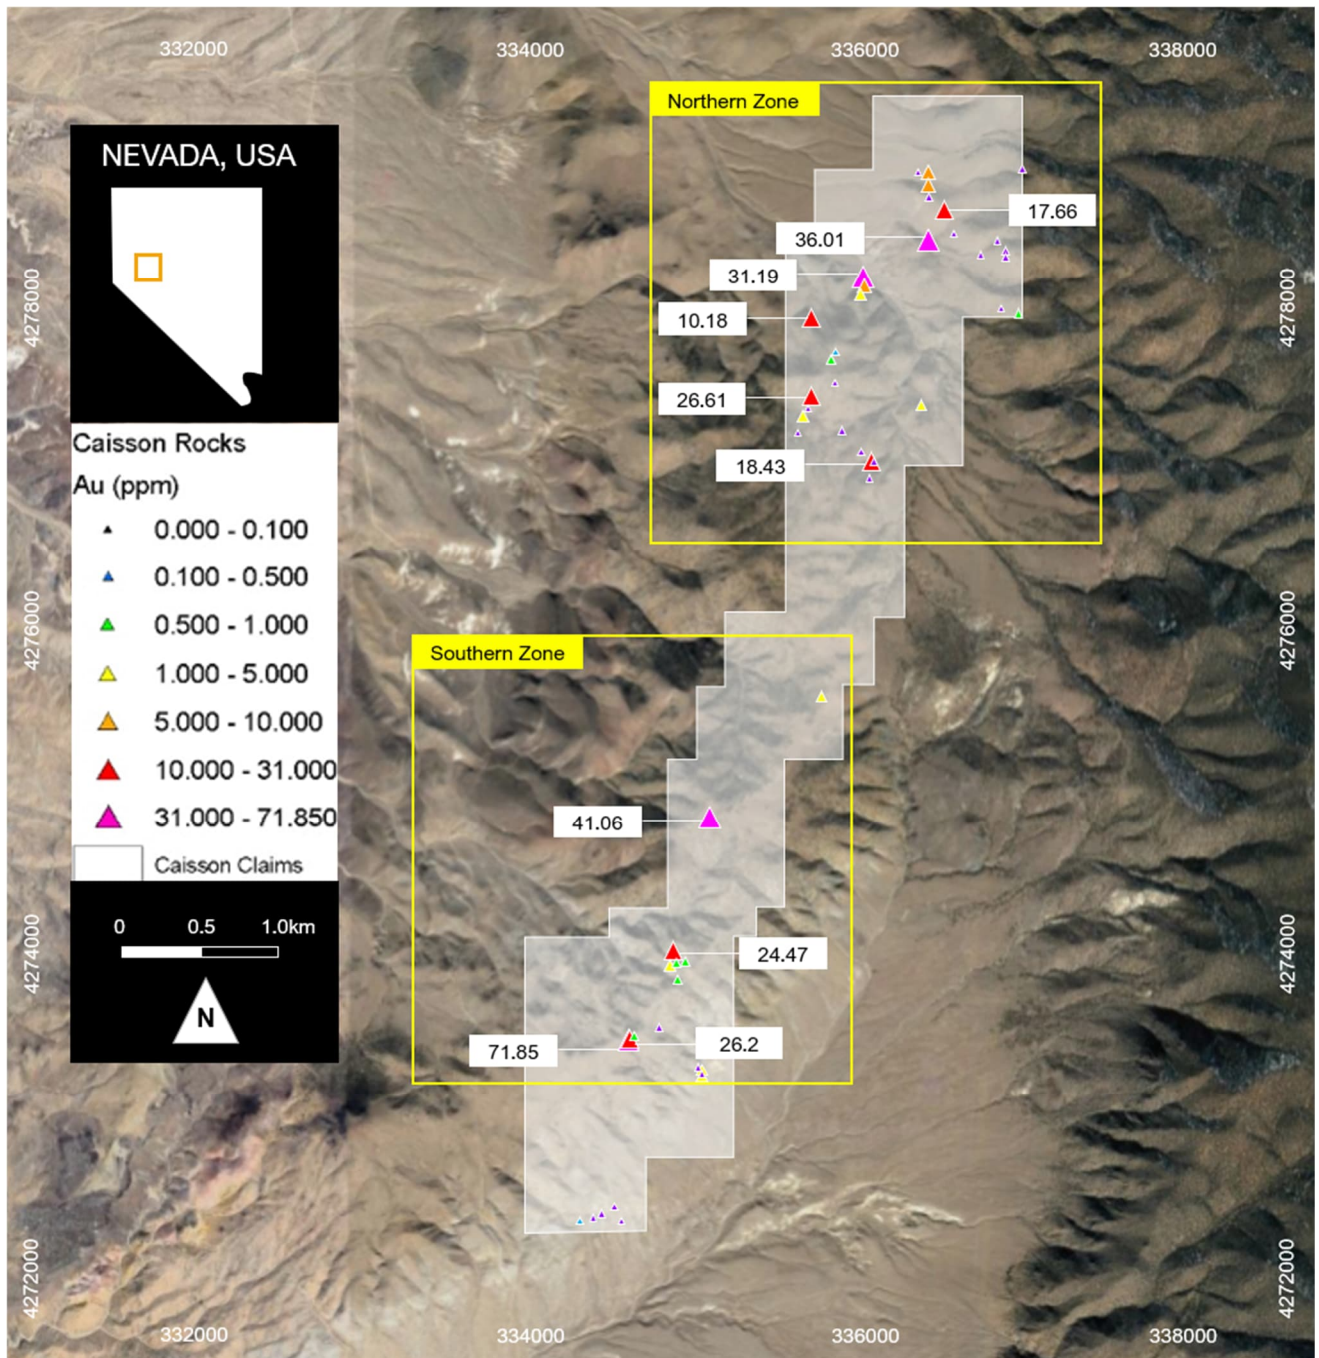 332000
334000
336000
338000
Northern Zone
NEVADA, USA
17.66
36.01
31.19
10.18
26.61
18.43
4278000
4278000
Caisson Rocks
Au (ppm)
0.000 - 0.100
0.100 - 0.500
0.500 - 1.000
1.000 - 5.000
5.000 - 10.000
10.000 - 31.000
31.000 - 71.850
Caisson Claims
4276000
4276000
Southern Zone
41.06
24.47
71.85
26.2
0 0.5 1.0km
N
4274000
4274000
4272000
4272000
332000
334000
336000
338000